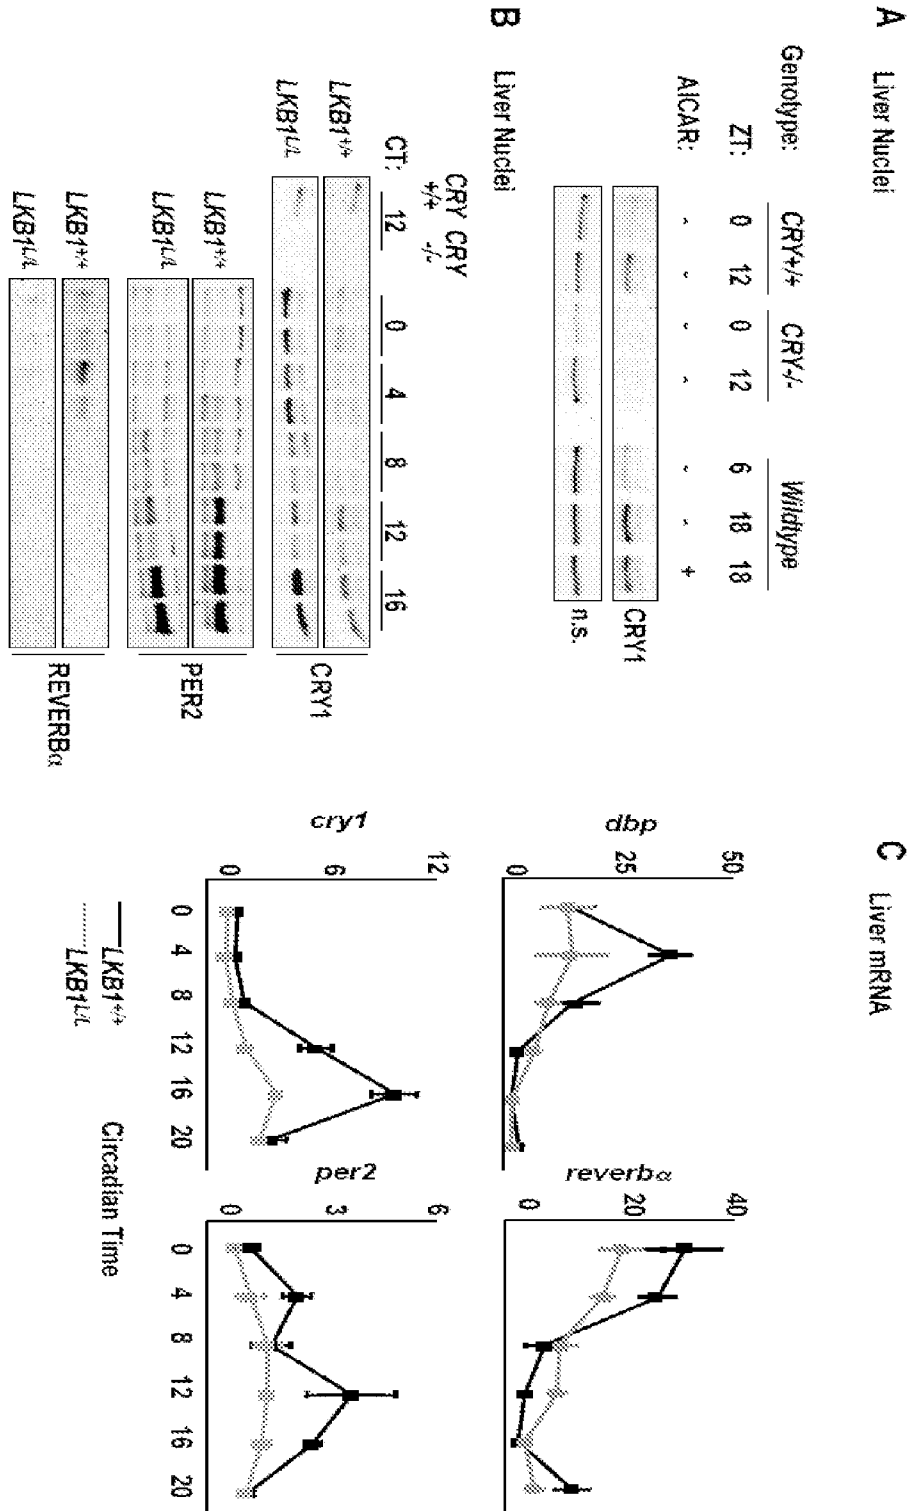 A Liver Nuclei
Genotype: CRY+/+ CRY-/- Wildtype
ZT: 0 12 0 12 6 18 18
AICAR: - - - - - - +
CRY1
n.s.
B Liver Nuclei
CRY CRY
+/+ -/-
CT: 12 0 4 8 12 16
LKB1+/+
LKB1L/L
CRY1
LKB1+/+
LKB1L/L
PER2
LKB1+/+
LKB1L/L
REVERBα
C Liver mRNA
dbp
50
25
0
reverbα
40
20
0
cry1
12
6
0
0 4 8 12 16 20
per2
6
3
0
0 4 8 12 16 20
Circadian Time
LKB1+/+
LKB1L/L